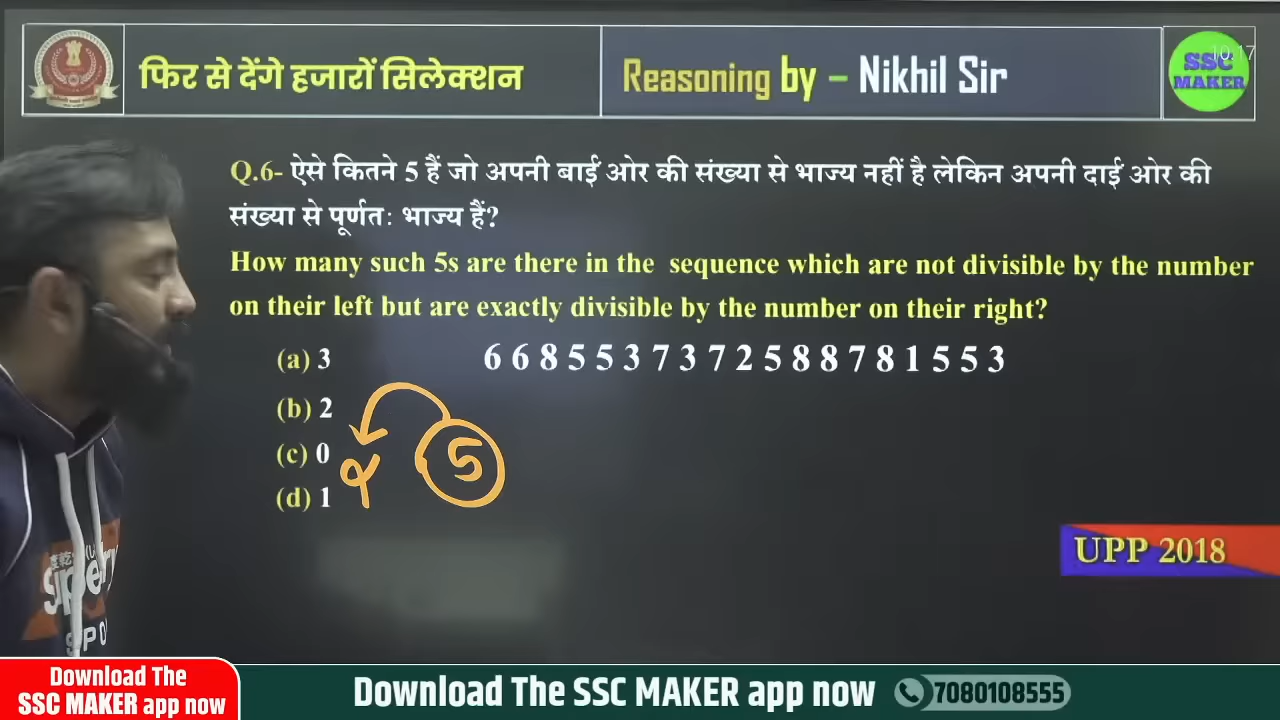 फिर से देंगे हजारों सिलेक्शन
Reasoning by – Nikhil Sir
10:17
SSC
MAKER
Q.6- ऐसे कितने 5 हैं जो अपनी बाईं ओर की संख्या से भाज्य नहीं है लेकिन अपनी दाईं ओर की
संख्या से पूर्णतः भाज्य हैं?
How many such 5s are there in the sequence which are not divisible by the number
on their left but are exactly divisible by the number on their right?
(a) 3
6 6 8 5 5 3 7 3 7 2 5 8 8 7 8 1 5 5 3
(b) 2
(c) 0
(d) 1
5
UPP 2018
Download The
SSC MAKER app now
Download The SSC MAKER app now
7080108555